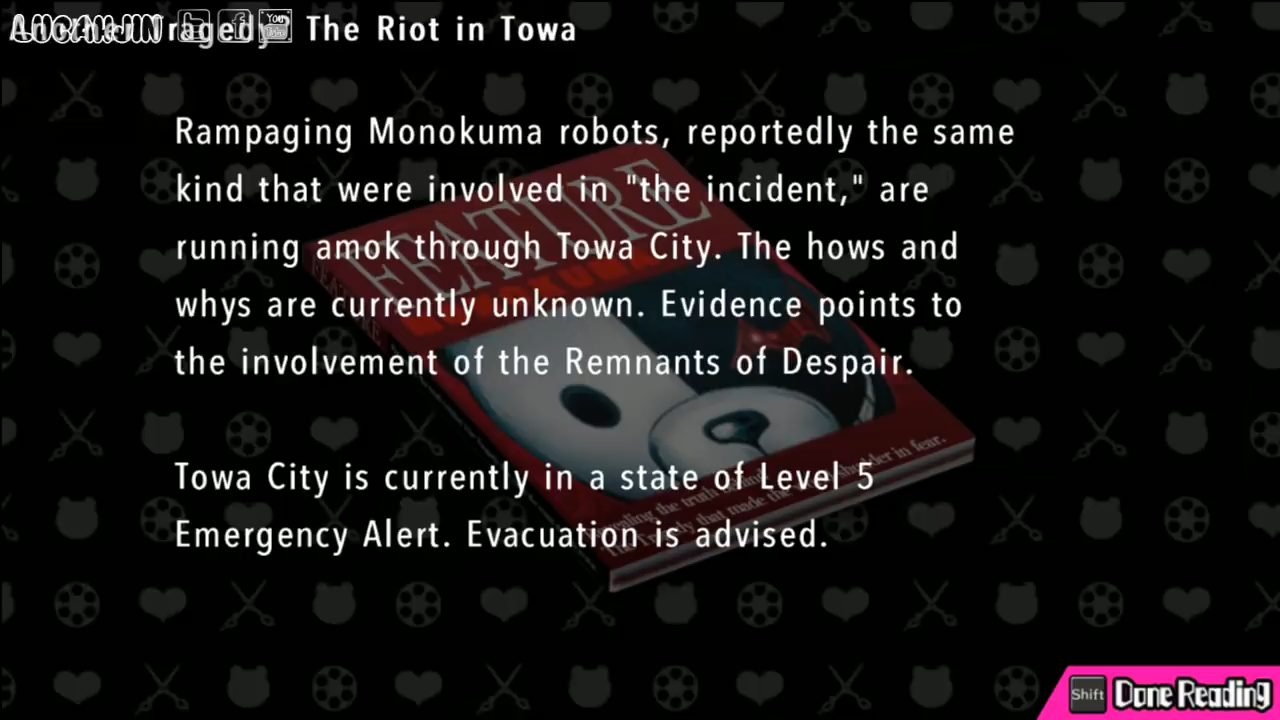 The Riot in Towa
Rampaging Monokuma robots, reportedly the same
kind that were involved in "the incident," are
running amok through Towa City. The hows and
whys are currently unknown. Evidence points to
the involvement of the Remnants of Despair.
Towa City is currently in a state of Level 5
Emergency Alert. Evacuation is advised.
FEATURE
in fear.
Shift Done Reading